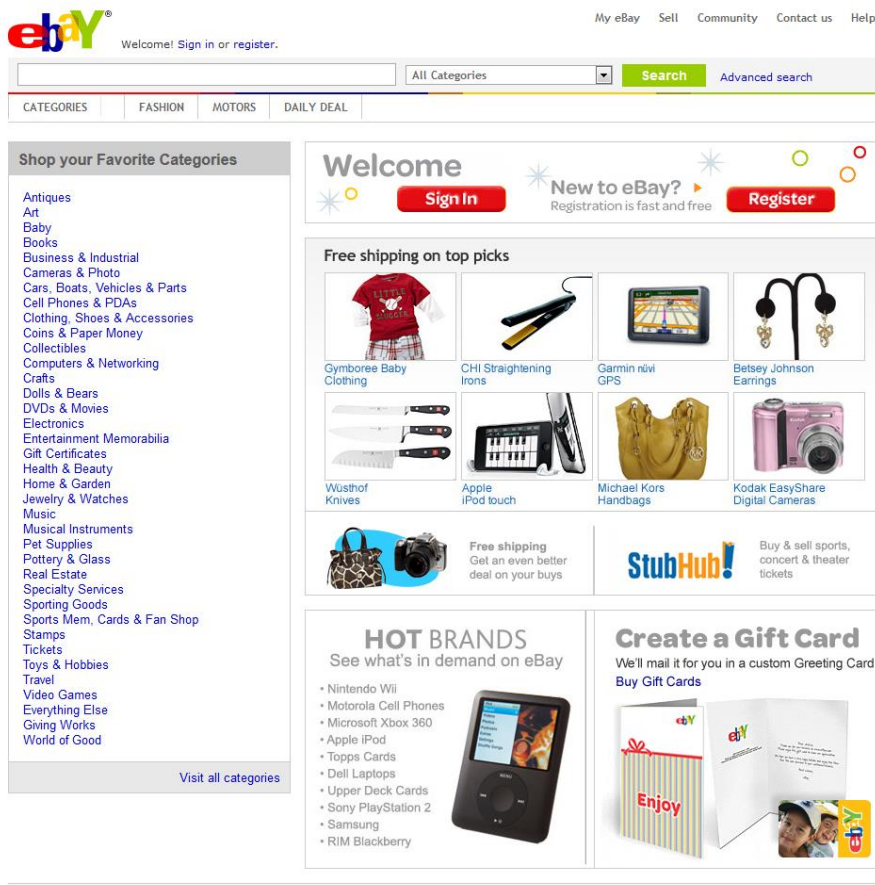 ebaY®
My eBay Sell Community Contact us Help
Welcome! Sign in or register.
All Categories Search Advanced search
CATEGORIES FASHION MOTORS DAILY DEAL
Shop your Favorite Categories
Antiques
Art
Baby
Books
Business & Industrial
Cameras & Photo
Cars, Boats, Vehicles & Parts
Cell Phones & PDAs
Clothing, Shoes & Accessories
Coins & Paper Money
Collectibles
Computers & Networking
Crafts
Dolls & Bears
DVDs & Movies
Electronics
Entertainment Memorabilia
Gift Certificates
Health & Beauty
Home & Garden
Jewelry & Watches
Music
Musical Instruments
Pet Supplies
Pottery & Glass
Real Estate
Specialty Services
Sporting Goods
Sports Mem, Cards & Fan Shop
Stamps
Tickets
Toys & Hobbies
Travel
Video Games
Everything Else
Giving Works
World of Good
Visit all categories
Welcome
Sign In
New to eBay?
Registration is fast and free
Register
Free shipping on top picks
LITTLE
SLUGGER
Gymboree Baby
Clothing
CHI Straightening
Irons
Garmin nüvi
GPS
Betsey Johnson
Earrings
Wüsthof
Knives
Apple
iPod touch
Michael Kors
Handbags
Kodak EasyShare
Digital Cameras
Free shipping
Get an even better
deal on your buys
StubHub!
Buy & sell sports,
concert & theater
tickets
HOT BRANDS
See what's in demand on eBay
• Nintendo Wii
• Motorola Cell Phones
• Microsoft Xbox 360
• Apple iPod
• Topps Cards
• Dell Laptops
• Upper Deck Cards
• Sony PlayStation 2
• Samsung
• RIM Blackberry
MENU
Create a Gift Card
We'll mail it for you in a custom Greeting Card
Buy Gift Cards
ebaY
ebaY
Enjoy
ebaY